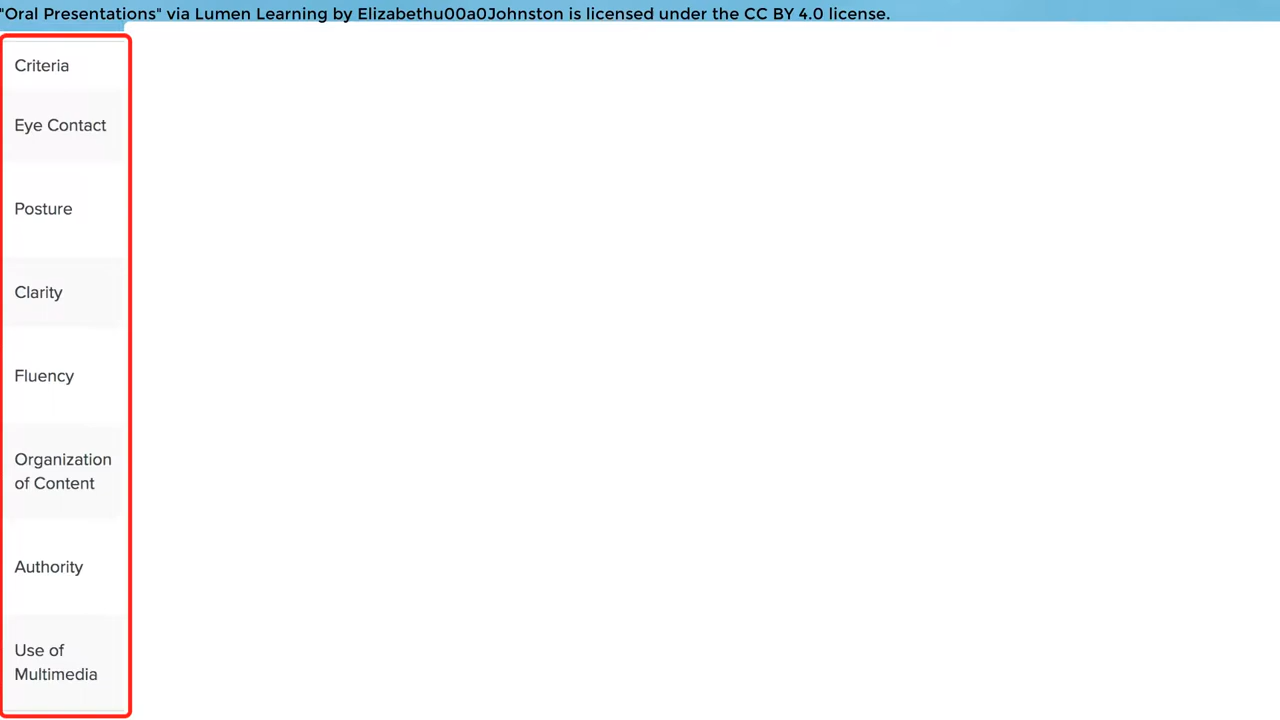 "Oral Presentations" via Lumen Learning by Elizabethu00a0Johnston is licensed under the CC BY 4.0 license.
Criteria
Eye Contact
Posture
Clarity
Fluency
Organization
of Content
Authority
Use of
Multimedia